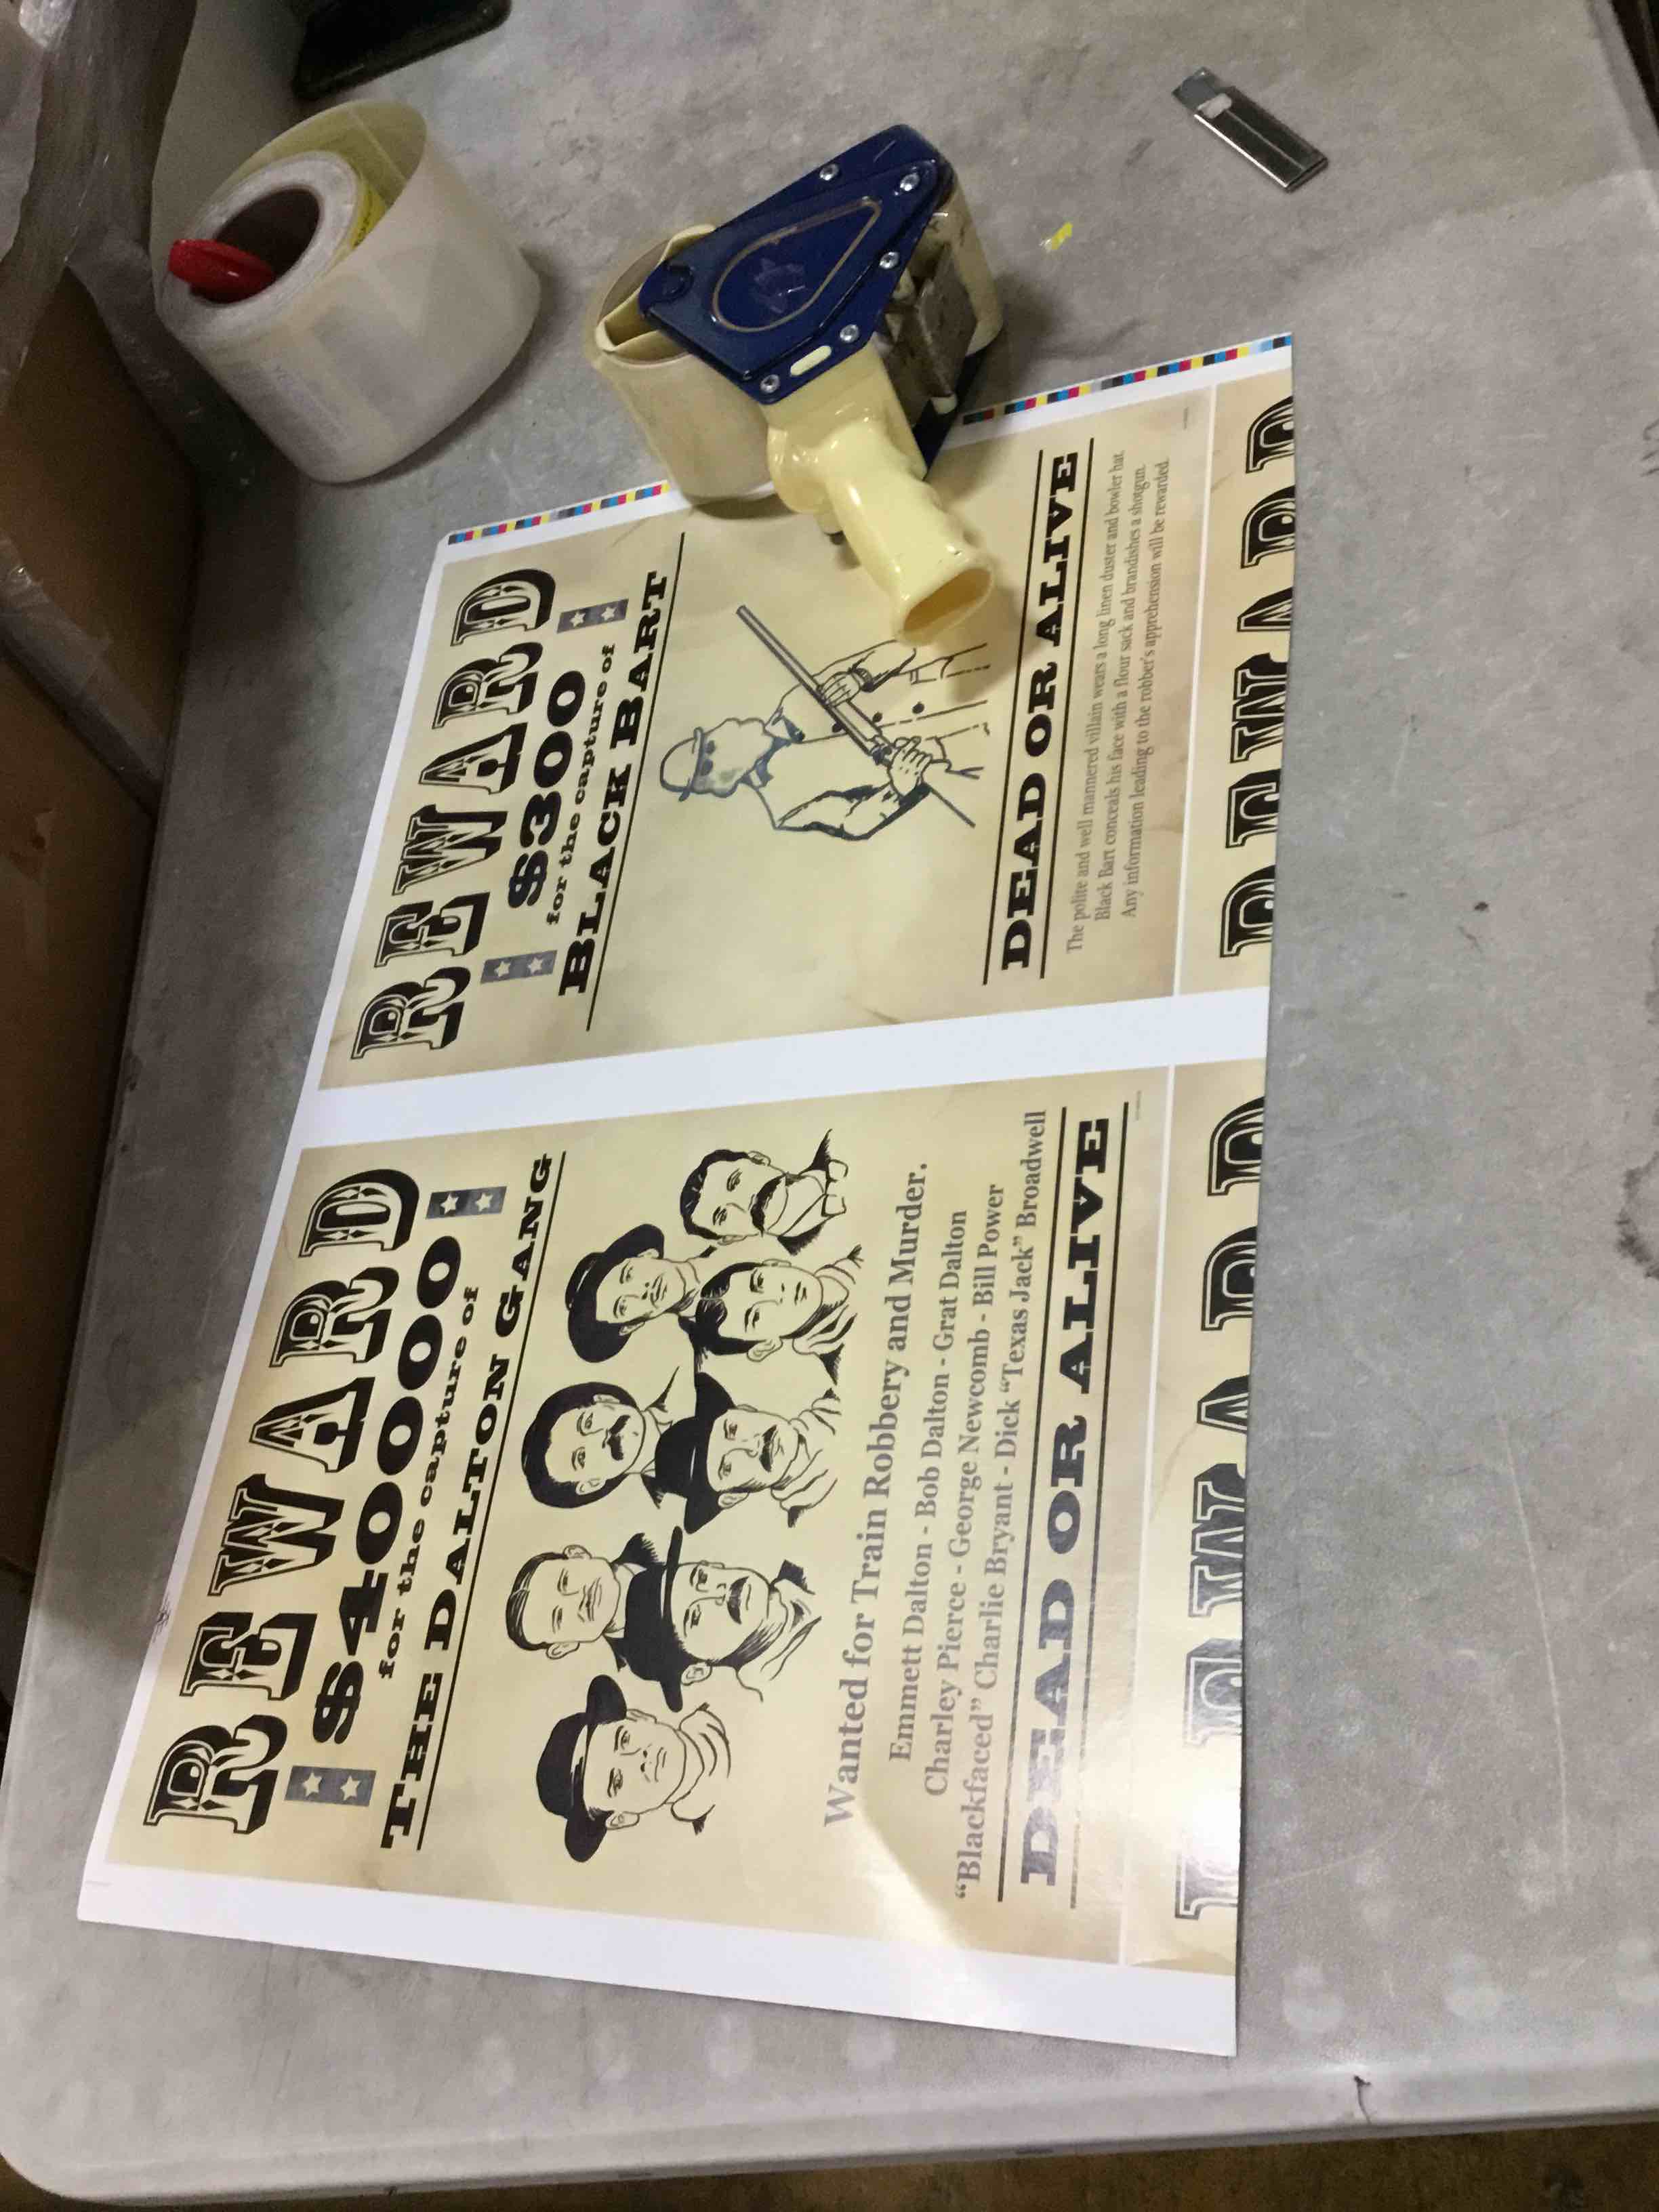 REWARD
$40000
for the capture of
THE DALTON GANG
Wanted for Train Robbery and Murder.
Emmett Dalton - Bob Dalton - Grat Dalton
Charley Pierce - George Newcomb - Bill Power
“Blackfaced” Charlie Bryant - Dick “Texas Jack” Broadwell
DEAD OR ALIVE
REWARD
REWARD
$300
for the capture of
BLACK BART
DEAD OR ALIVE
The polite and well mannered villain wears a long linen duster and bowler hat.
Black Bart conceals his face with a flour sack and brandishes a shotgun.
Any information leading to the robber's apprehension will be rewarded.
REWARD